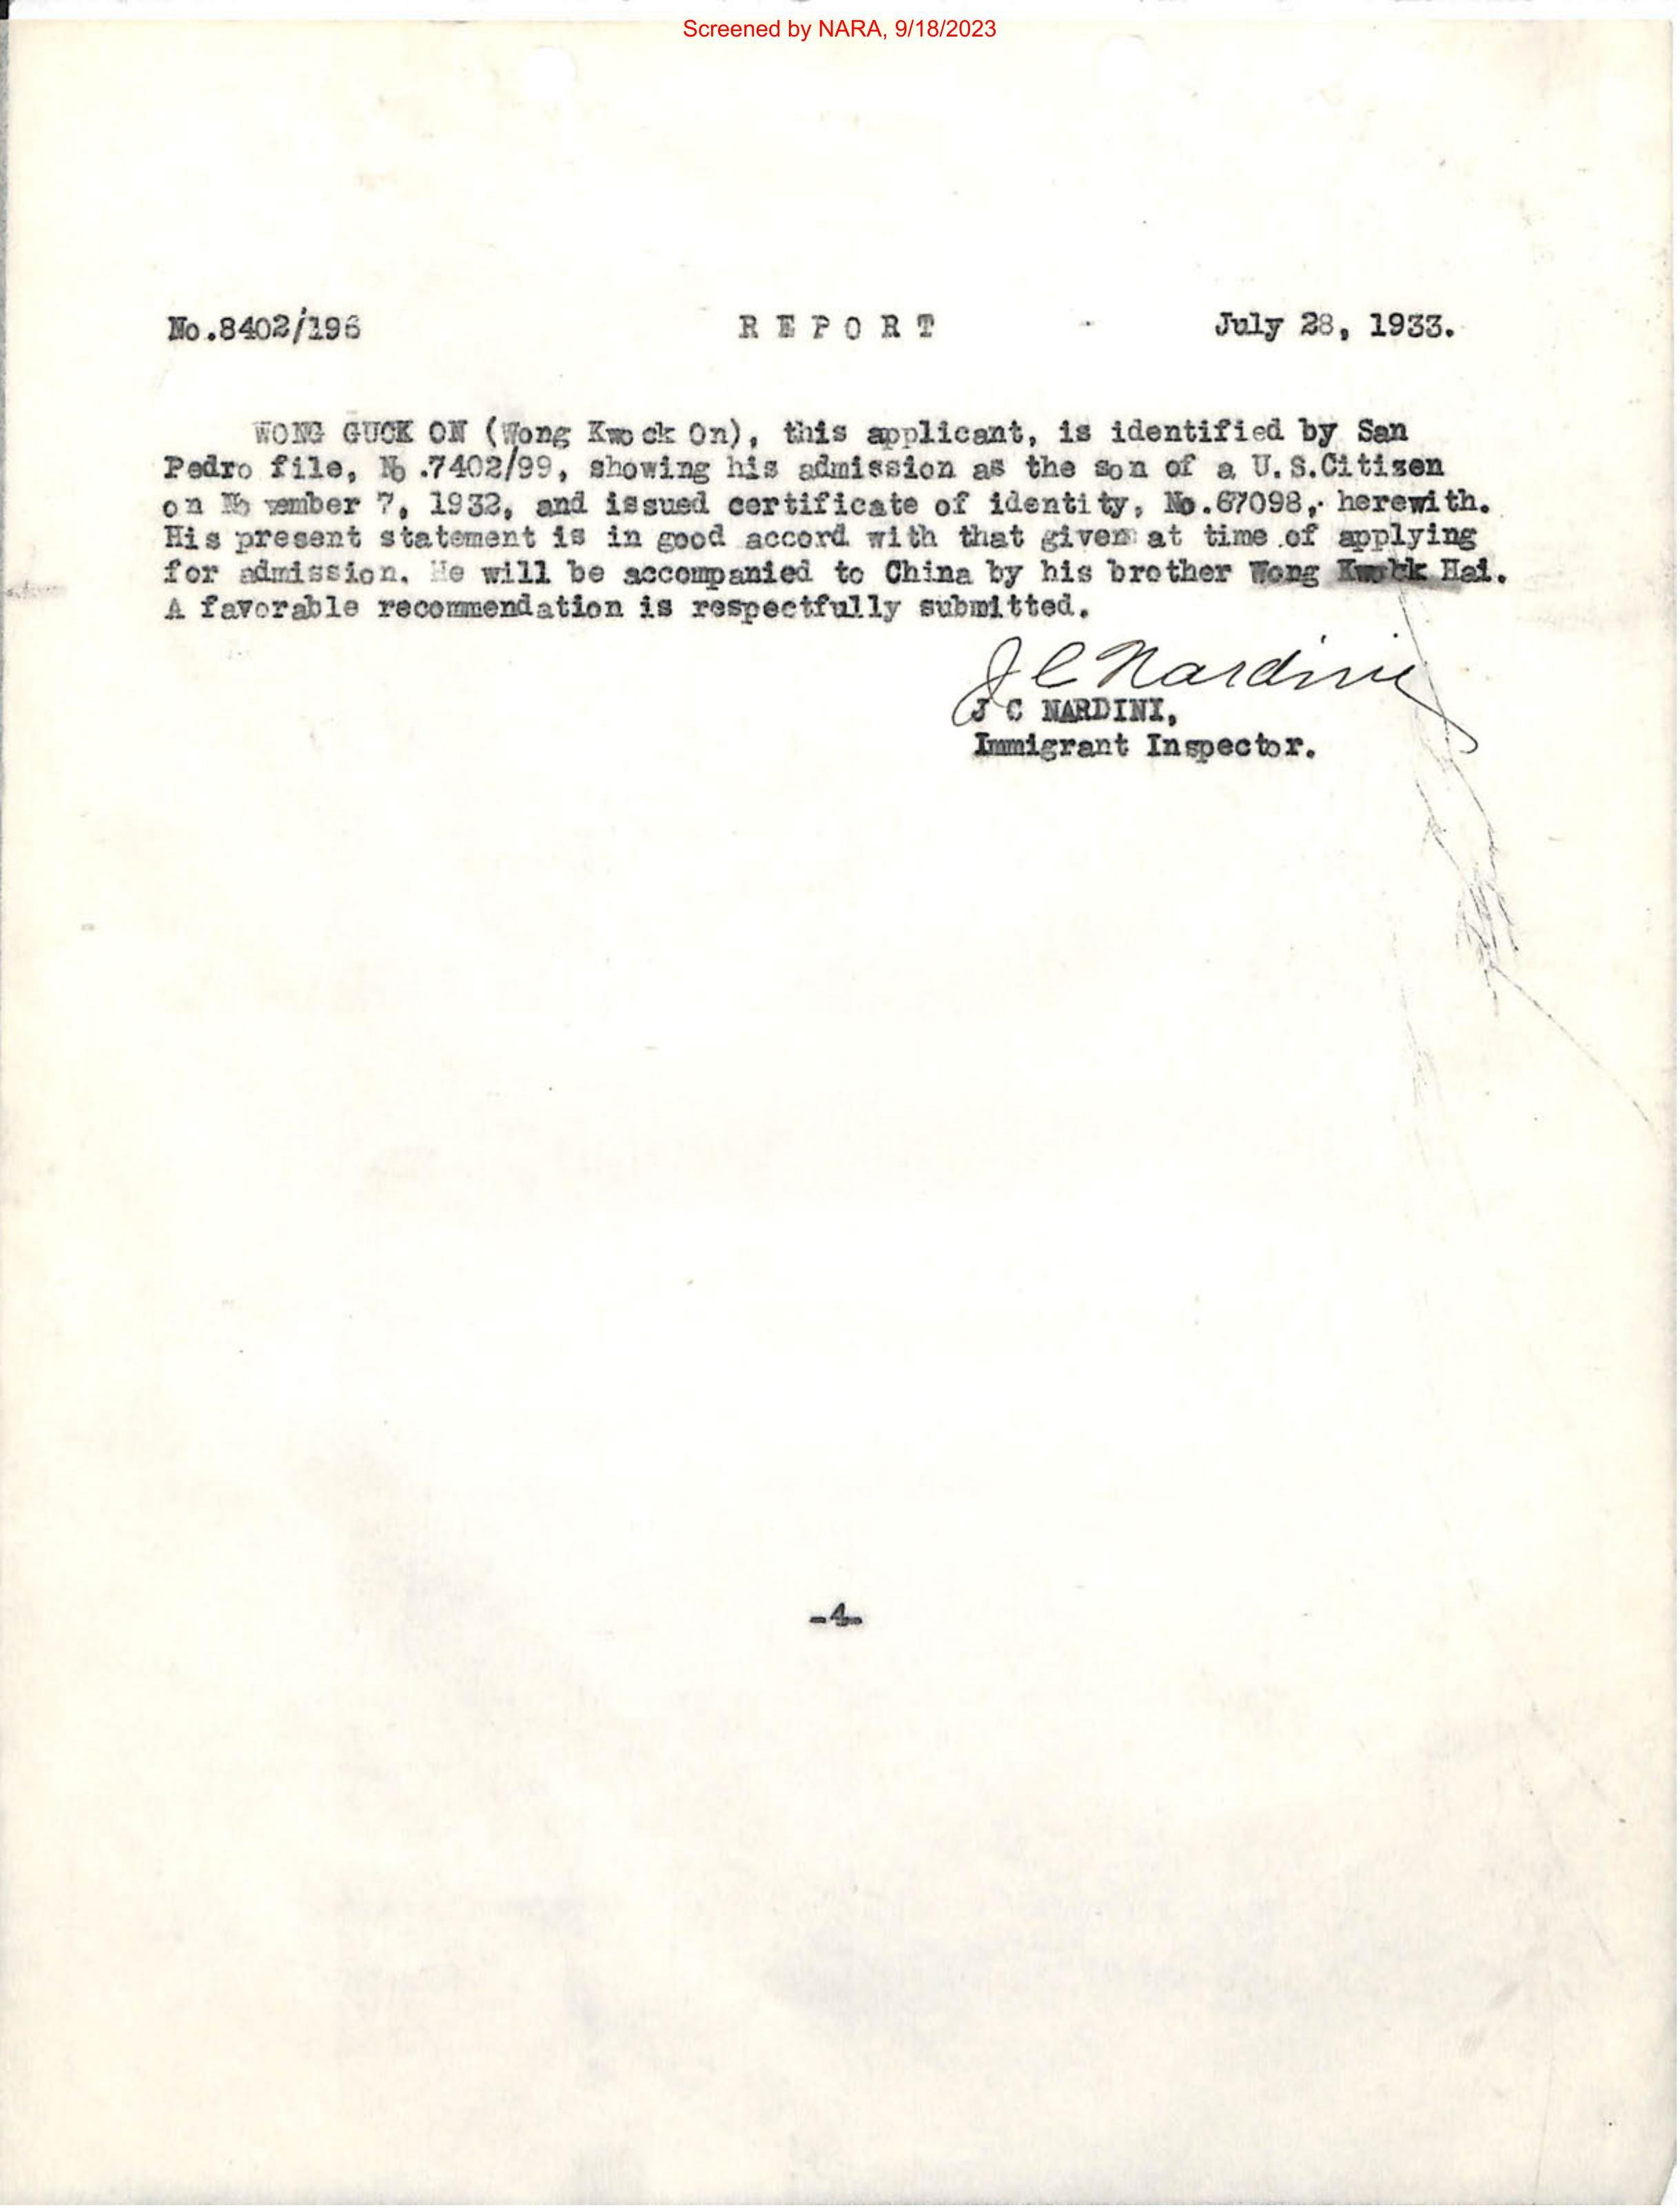 Screened by NARA, 9/18/2023
No.8402/196 REPORT July 28, 1933.
WONG GUCK ON (Wong Kwock On), this applicant, is identified by San
Pedro file, No.7402/99, showing his admission as the son of a U.S.Citizen
on November 7, 1932, and issued certificate of identity, No.67098, herewith.
His present statement is in good accord with that given at time of applying
for admission. He will be accompanied to China by his brother Wong Kwock Hai.
A favorable recommendation is respectfully submitted.
J C Nardini
J C NARDINI,
Immigrant Inspector.
-4-